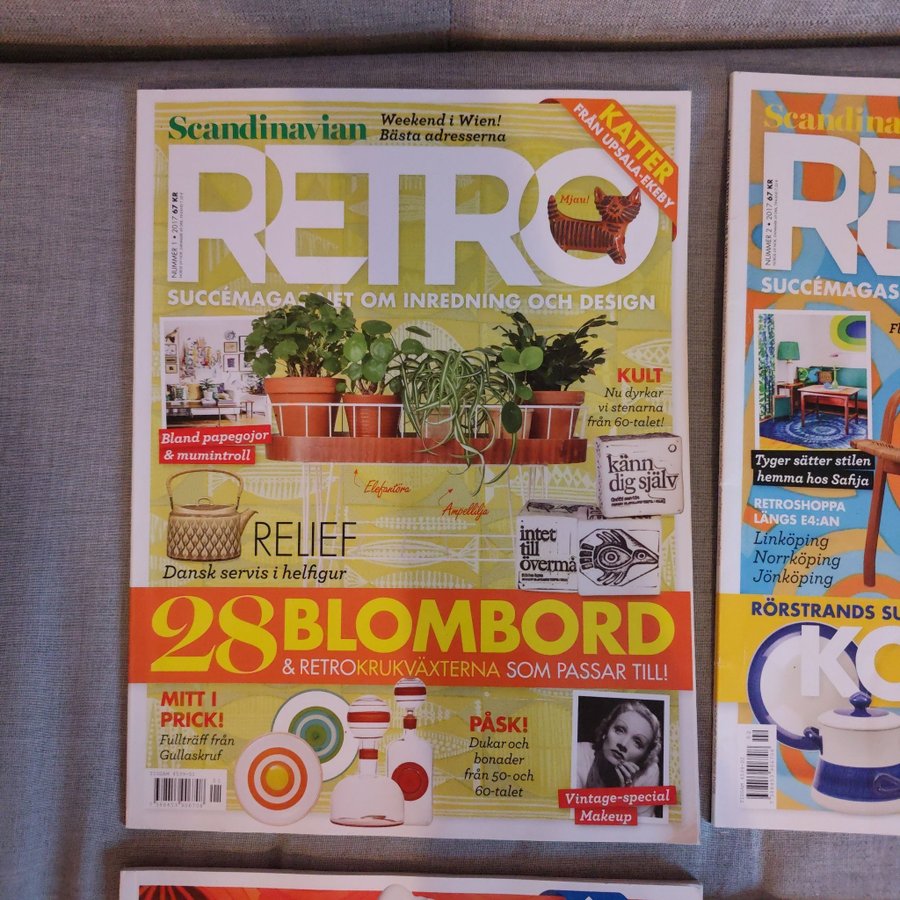 Scandinavian
Weekend i Wien!
Bästa adresserna
KATTER
FRÅN UPSALA-EKEBY
RETRO
Mjau!
NUMMER 1 • 2017 67 KR
SUCCÉMAGASINET OM INREDNING OCH DESIGN
Bland papegojor
& mumintroll
KULT
Nu dyrkar
vi stenarna
från 60-talet!
Elefantöra
Ampellilja
känn
dig själv
intet
till
övermå
RELIEF
Dansk servis i helfigur
28 BLOMBORD
& RETROKRUKVÄXTERNA SOM PASSAR TILL!
MITT I
PRICK!
Fullträff från
Gullaskruf
PÅSK!
Dukar och
bonader
från 50- och
60-talet
Vintage-special
Makeup
Scandina
RE
NUMMER 2 • 2017 67 KR
SUCCÉMAGAS
Tyger sätter stilen
hemma hos Safija
RETROSHOPPA
LÄNGS E4:AN
Linköping
Norrköping
Jönköping
RÖRSTRANDS SU
KO